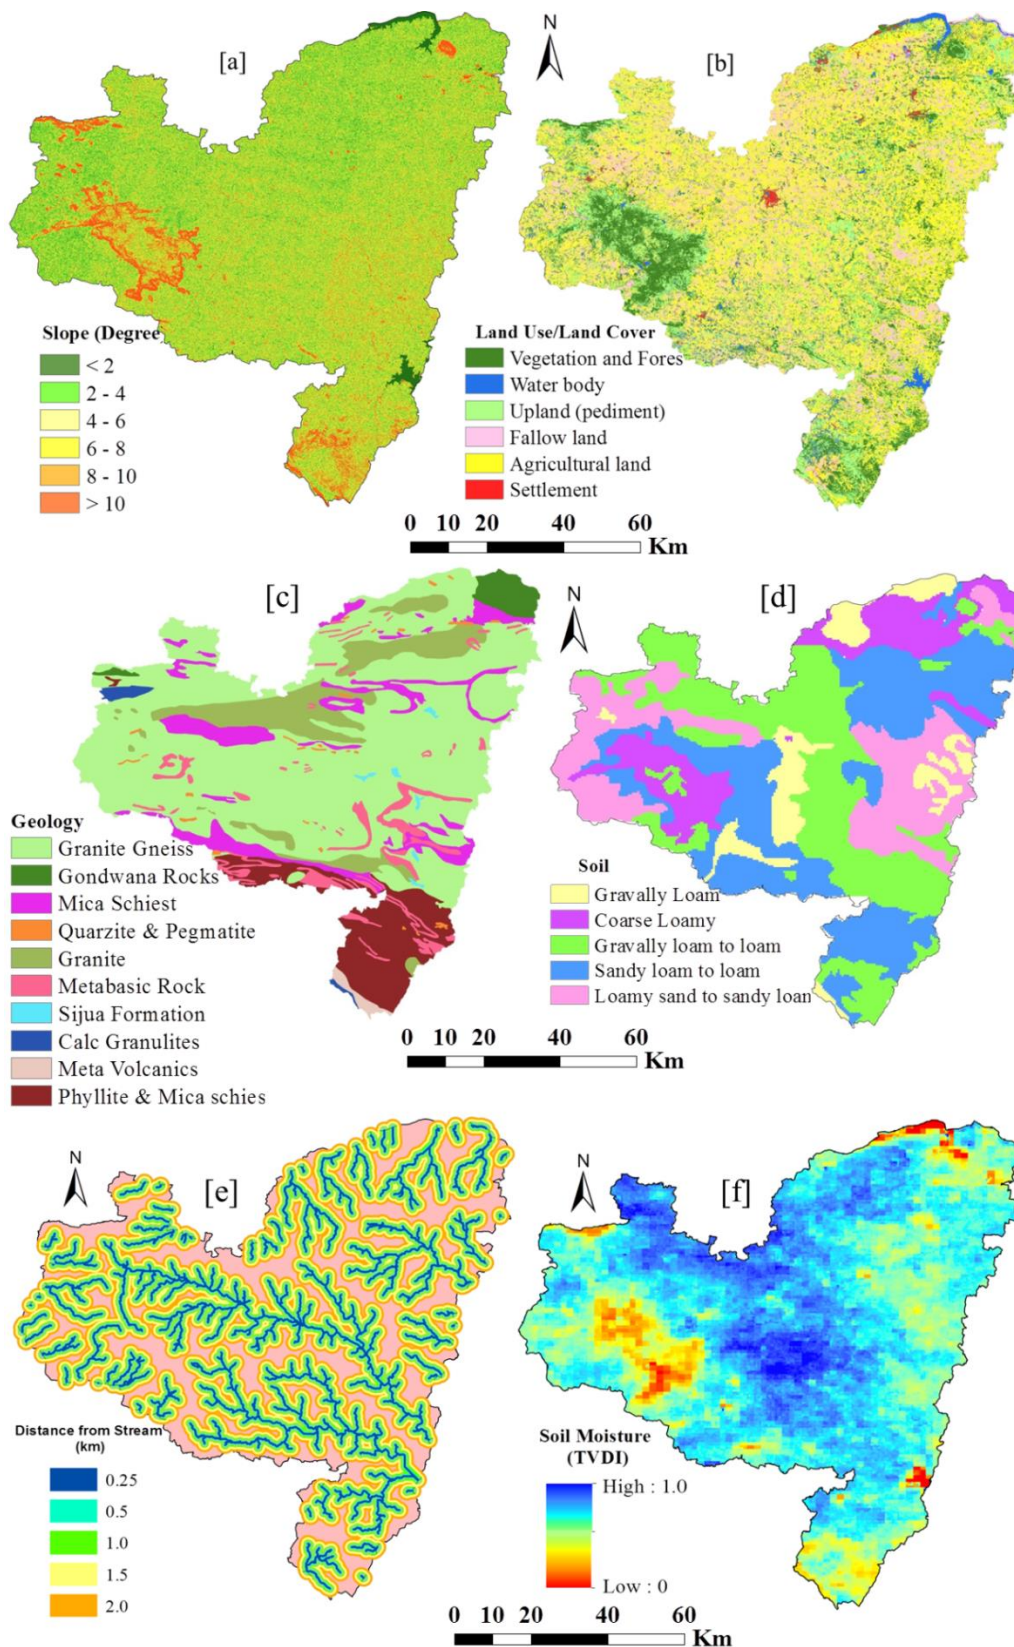 [a]
N
[b]
Slope (Degree
< 2
2 - 4
4 - 6
6 - 8
8 - 10
> 10
Land Use/Land Cover
Vegetation and Fores
Water body
Upland (pediment)
Fallow land
Agricultural land
Settlement
0 10 20 40 60
Km
[c]
N
[d]
Geology
Granite Gneiss
Gondwana Rocks
Mica Schiest
Quarzite & Pegmatite
Granite
Metabasic Rock
Sijua Formation
Calc Granulites
Meta Volcanics
Phyllite & Mica schies
Soil
Gravally Loam
Coarse Loamy
Gravally loam to loam
Sandy loam to loam
Loamy sand to sandy loan
0 10 20 40 60
Km
N
[e]
N
[f]
Distance from Stream
(km)
0.25
0.5
1.0
1.5
2.0
Soil Moisture
(TVDI)
High : 1.0
Low : 0
0 10 20 40 60
Km